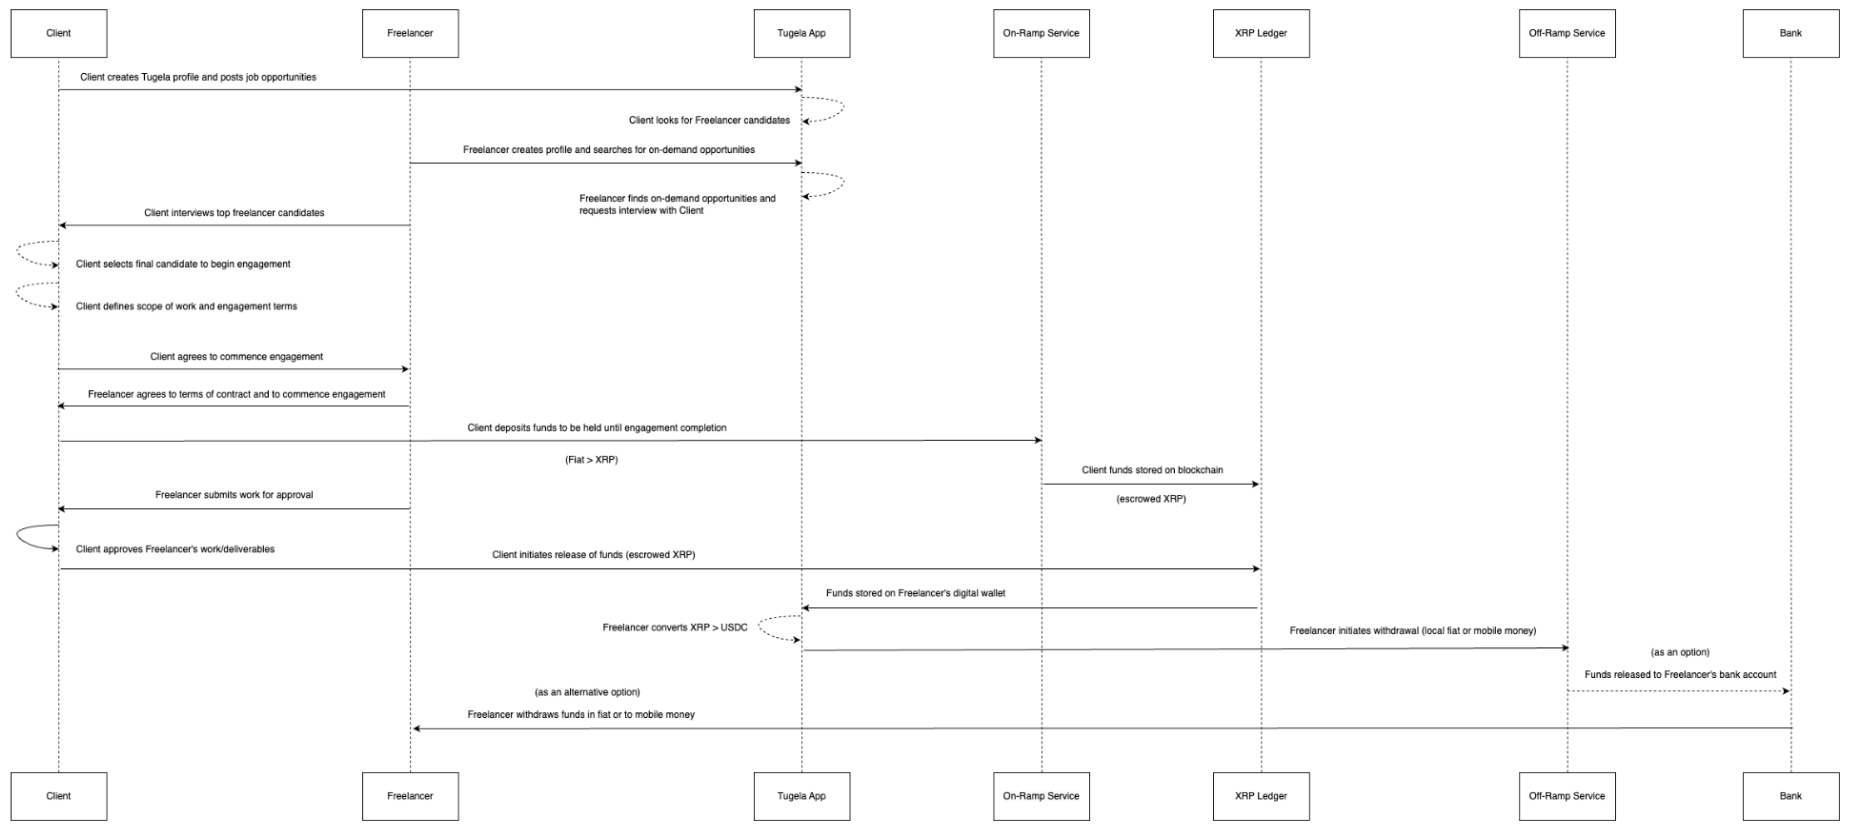 Client
Freelancer
Tugela App
On-Ramp Service
XRP Ledger
Off-Ramp Service
Bank
Client creates Tugela profile and posts job opportunities
Client looks for Freelancer candidates
Freelancer creates profile and searches for on-demand opportunities
Freelancer finds on-demand opportunities and
requests interview with Client
Client interviews top freelancer candidates
Client selects final candidate to begin engagement
Client defines scope of work and engagement terms
Client agrees to commence engagement
Freelancer agrees to terms of contract and to commence engagement
Client deposits funds to be held until engagement completion
(Fiat > XRP)
Client funds stored on blockchain
(escrowed XRP)
Freelancer submits work for approval
Client approves Freelancer's work/deliverables
Client initiates release of funds (escrowed XRP)
Funds stored on Freelancer's digital wallet
Freelancer converts XRP > USDC
Freelancer initiates withdrawal (local fiat or mobile money)
(as an option)
Funds released to Freelancer's bank account
(as an alternative option)
Freelancer withdraws funds in fiat or to mobile money
Client
Freelancer
Tugela App
On-Ramp Service
XRP Ledger
Off-Ramp Service
Bank